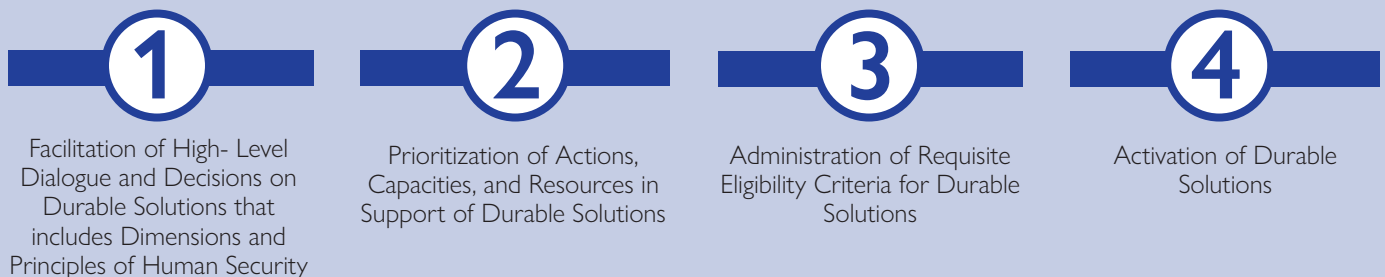 1
Facilitation of High- Level
Dialogue and Decisions on
Durable Solutions that
includes Dimensions and
Principles of Human Security
2
Prioritization of Actions,
Capacities, and Resources in
Support of Durable Solutions
3
Administration of Requisite
Eligibility Criteria for Durable
Solutions
4
Activation of Durable
Solutions